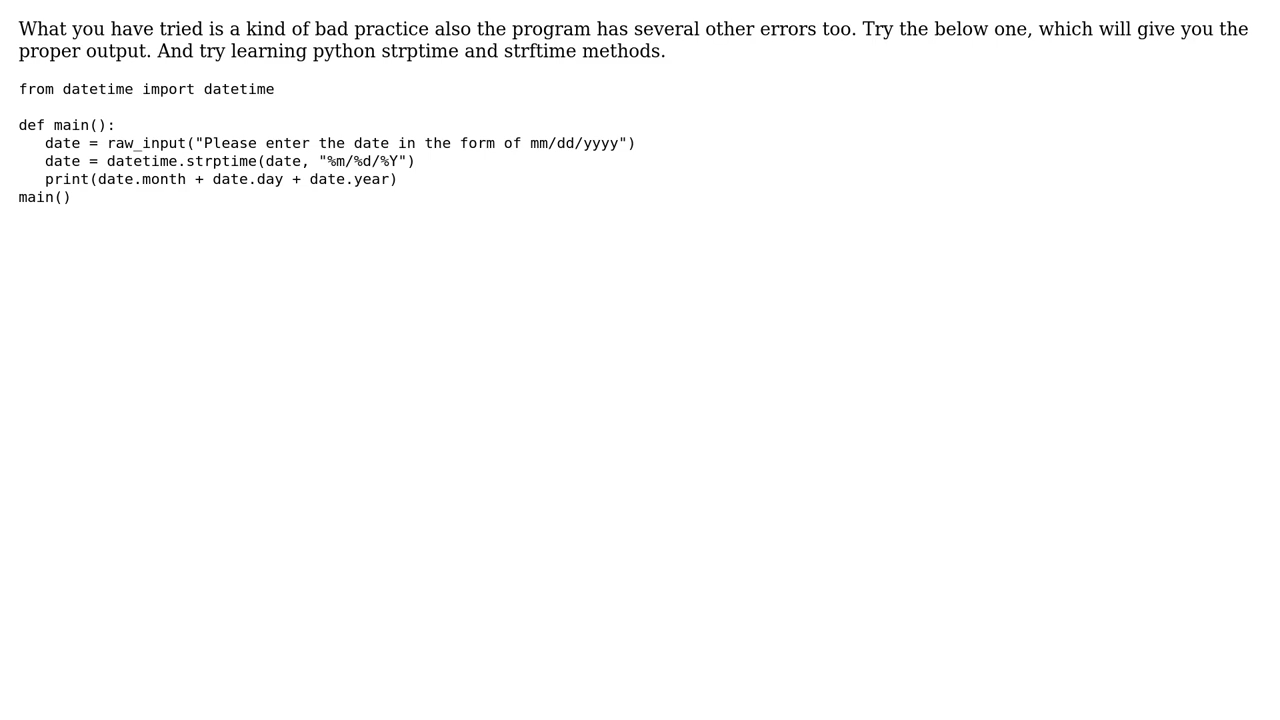 What you have tried is a kind of bad practice also the program has several other errors too. Try the below one, which will give you the
proper output. And try learning python strptime and strftime methods.
from datetime import datetime
def main():
   date = raw_input("Please enter the date in the form of mm/dd/yyyy")
   date = datetime.strptime(date, "%m/%d/%Y")
   print(date.month + date.day + date.year)
main()